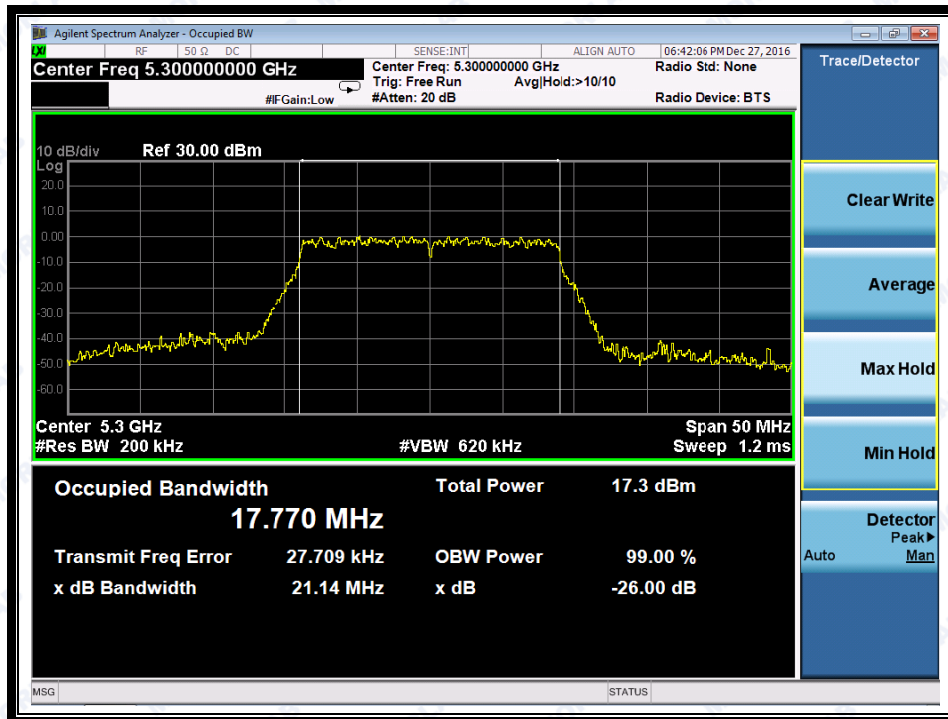 Agilent Spectrum Analyzer - Occupied BW
LXI RF 50 Ω DC SENSE:INT ALIGN AUTO 06:42:06 PM Dec 27, 2016
Center Freq 5.300000000 GHz Center Freq: 5.300000000 GHz Radio Std: None Trace/Detector
Trig: Free Run Avg|Hold:>10/10
#IFGain:Low #Atten: 20 dB Radio Device: BTS
10 dB/div Ref 30.00 dBm
Log
20.0
10.0
0.00
-10.0
-20.0
-30.0
-40.0
-50.0
-60.0
Center 5.3 GHz Span 50 MHz
#Res BW 200 kHz #VBW 620 kHz Sweep 1.2 ms
Occupied Bandwidth Total Power 17.3 dBm
17.770 MHz
Transmit Freq Error 27.709 kHz OBW Power 99.00 %
x dB Bandwidth 21.14 MHz x dB -26.00 dB
Clear Write
Average
Max Hold
Min Hold
Detector
Peak▶
Auto Man
MSG STATUS